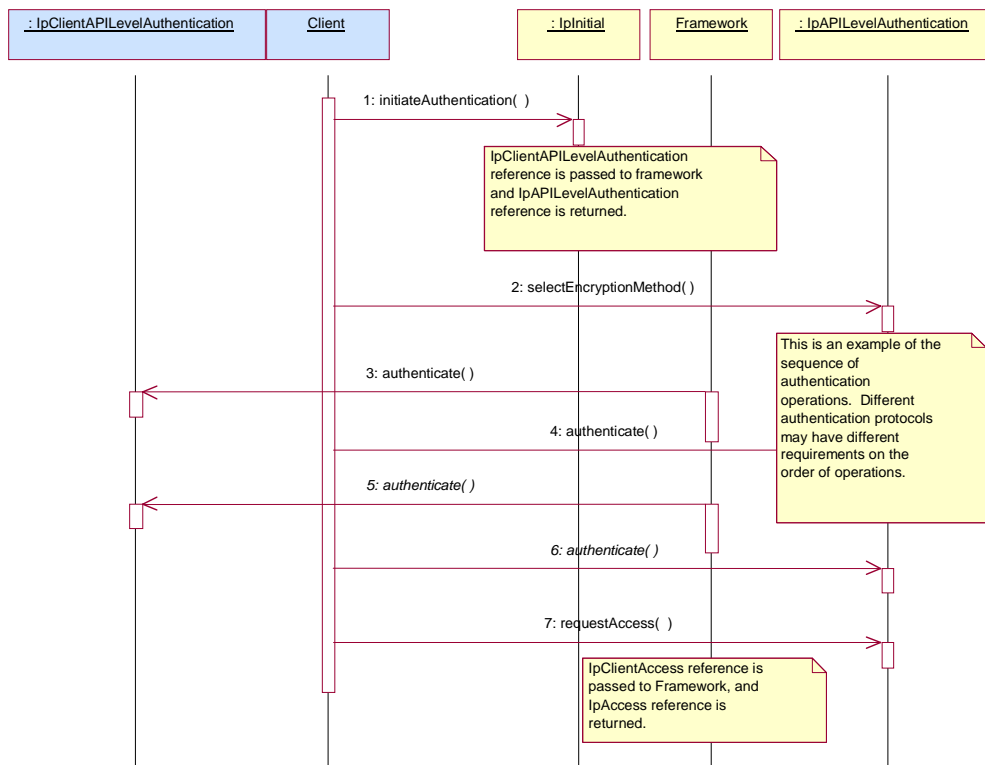 : IpClientAPILevelAuthentication
Client
: IpInitial
Framework
: IpAPILevelAuthentication
1: initiateAuthentication( )
IpClientAPILevelAuthentication
reference is passed to framework
and IpAPILevelAuthentication
reference is returned.
2: selectEncryptionMethod( )
This is an example of the
sequence of
authentication
operations. Different
authentication protocols
may have different
requirements on the
order of operations.
3: authenticate( )
4: authenticate( )
5: authenticate( )
6: authenticate( )
7: requestAccess( )
IpClientAccess reference is
passed to Framework, and
IpAccess reference is
returned.